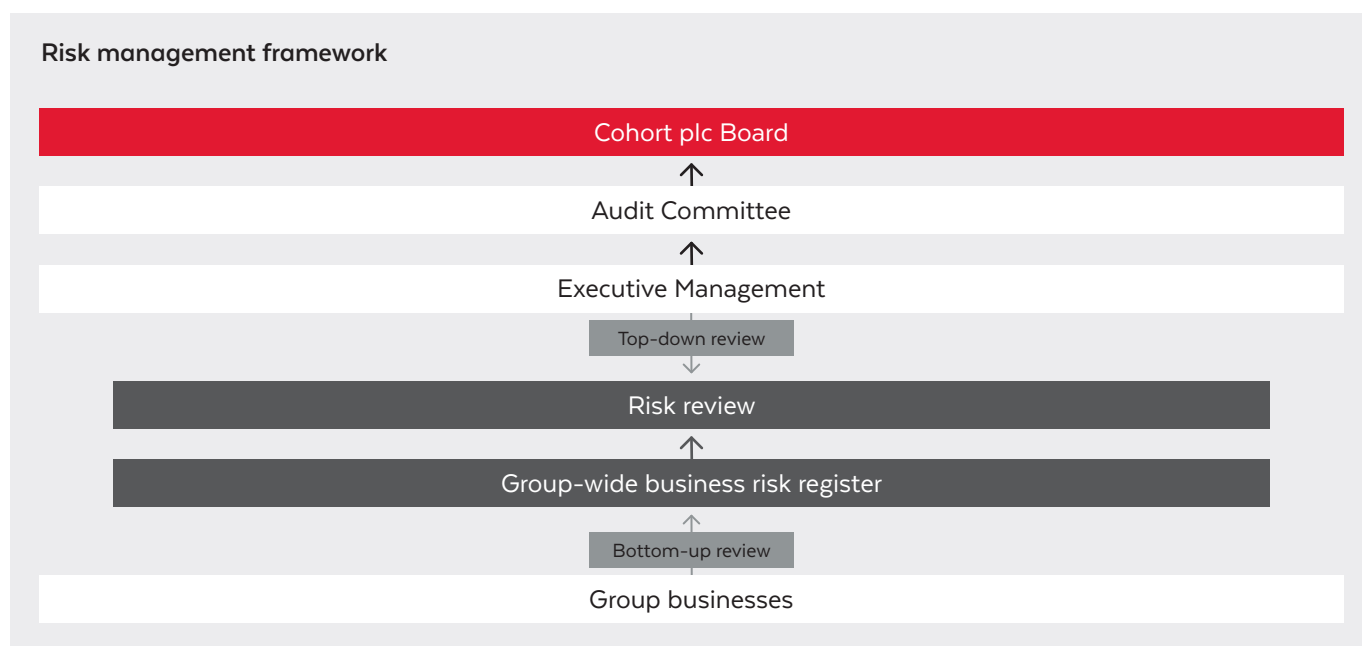 Risk management framework
Cohort plc Board
Audit Committee
Executive Management
Top-down review
Risk review
Group-wide business risk register
Bottom-up review
Group businesses